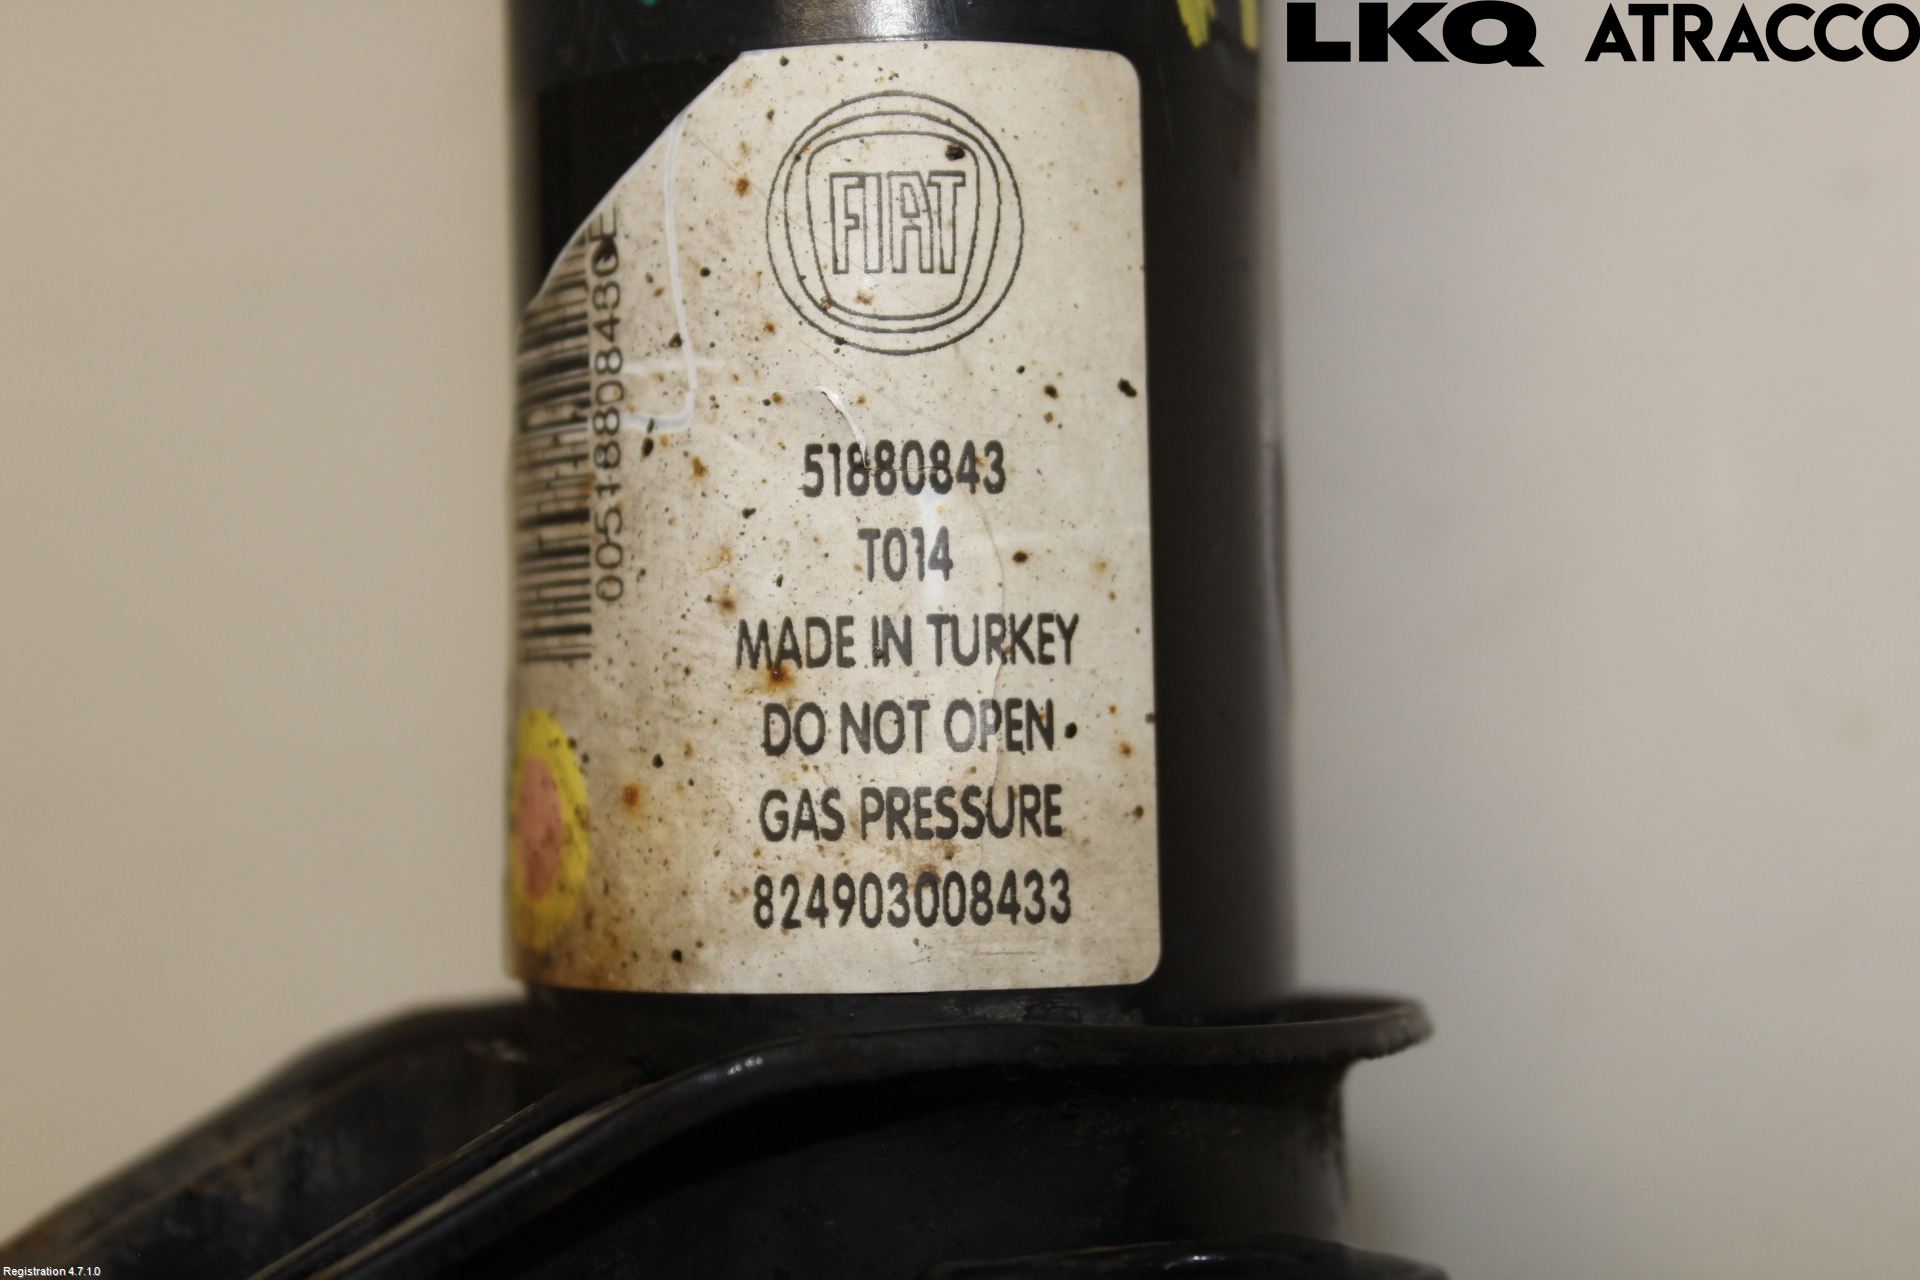 LKQ ATRACCO
FIAT
00518808430E
51880843
T014
MADE IN TURKEY
DO NOT OPEN
GAS PRESSURE
824903008433
Registration 4.7.1.0